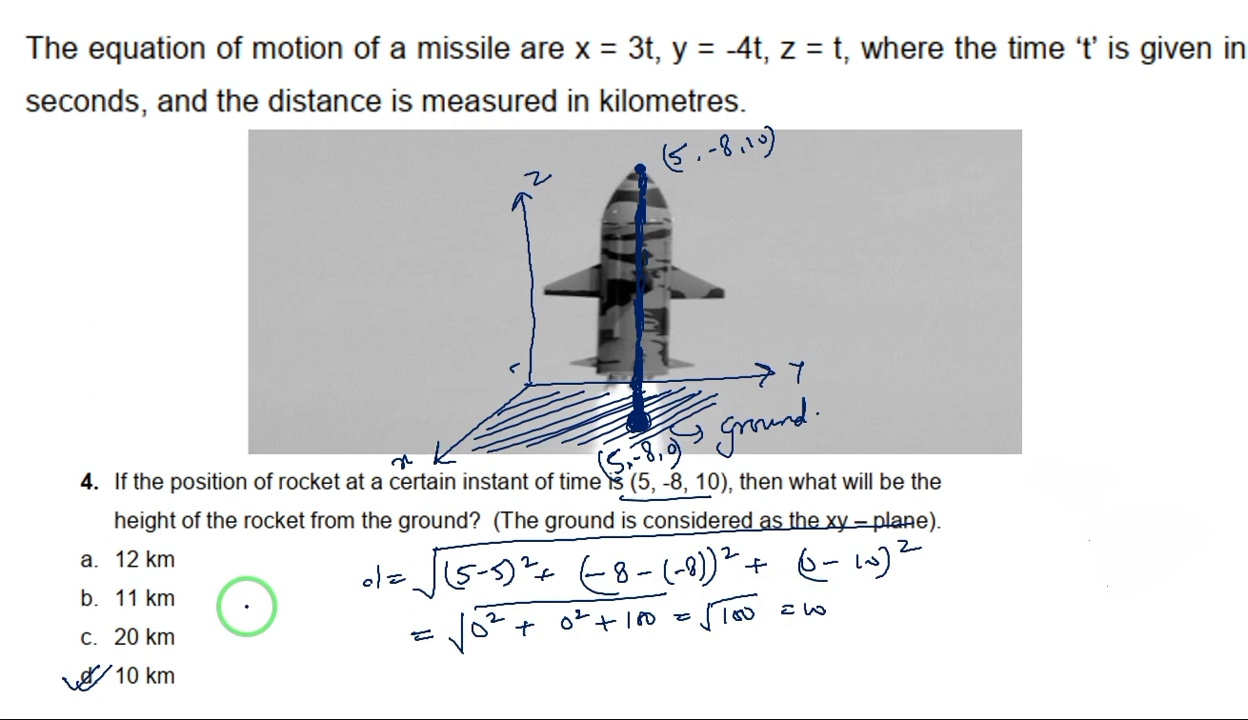 The equation of motion of a missile are x = 3t, y = -4t, z = t, where the time ‘t’ is given in
seconds, and the distance is measured in kilometres.
(5, -8, 10)
z
y
ground.
x
(5, -8, 0)
4. If the position of rocket at a certain instant of time is (5, -8, 10), then what will be the
height of the rocket from the ground? (The ground is considered as the xy – plane).
a. 12 km
d = √(5-5)² + (-8-(-8))² + (0-10)²
b. 11 km
= √0² + 0² + 100 = √100 = 10
c. 20 km
d. 10 km